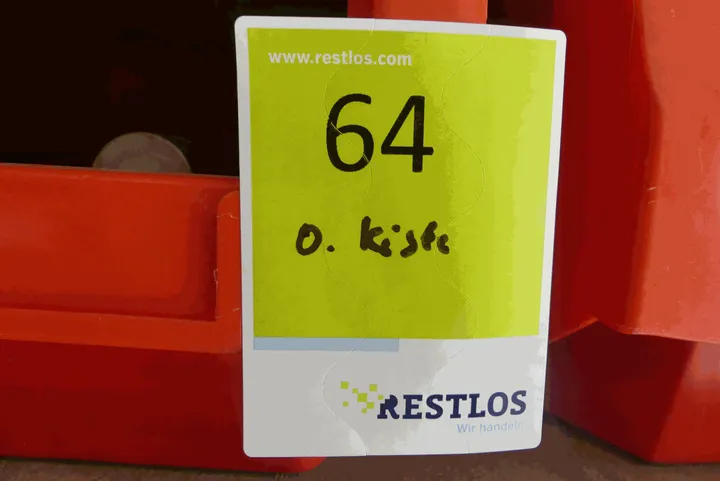 www.restlos.com
64
o. Kiste
RESTLOS
Wir handeln